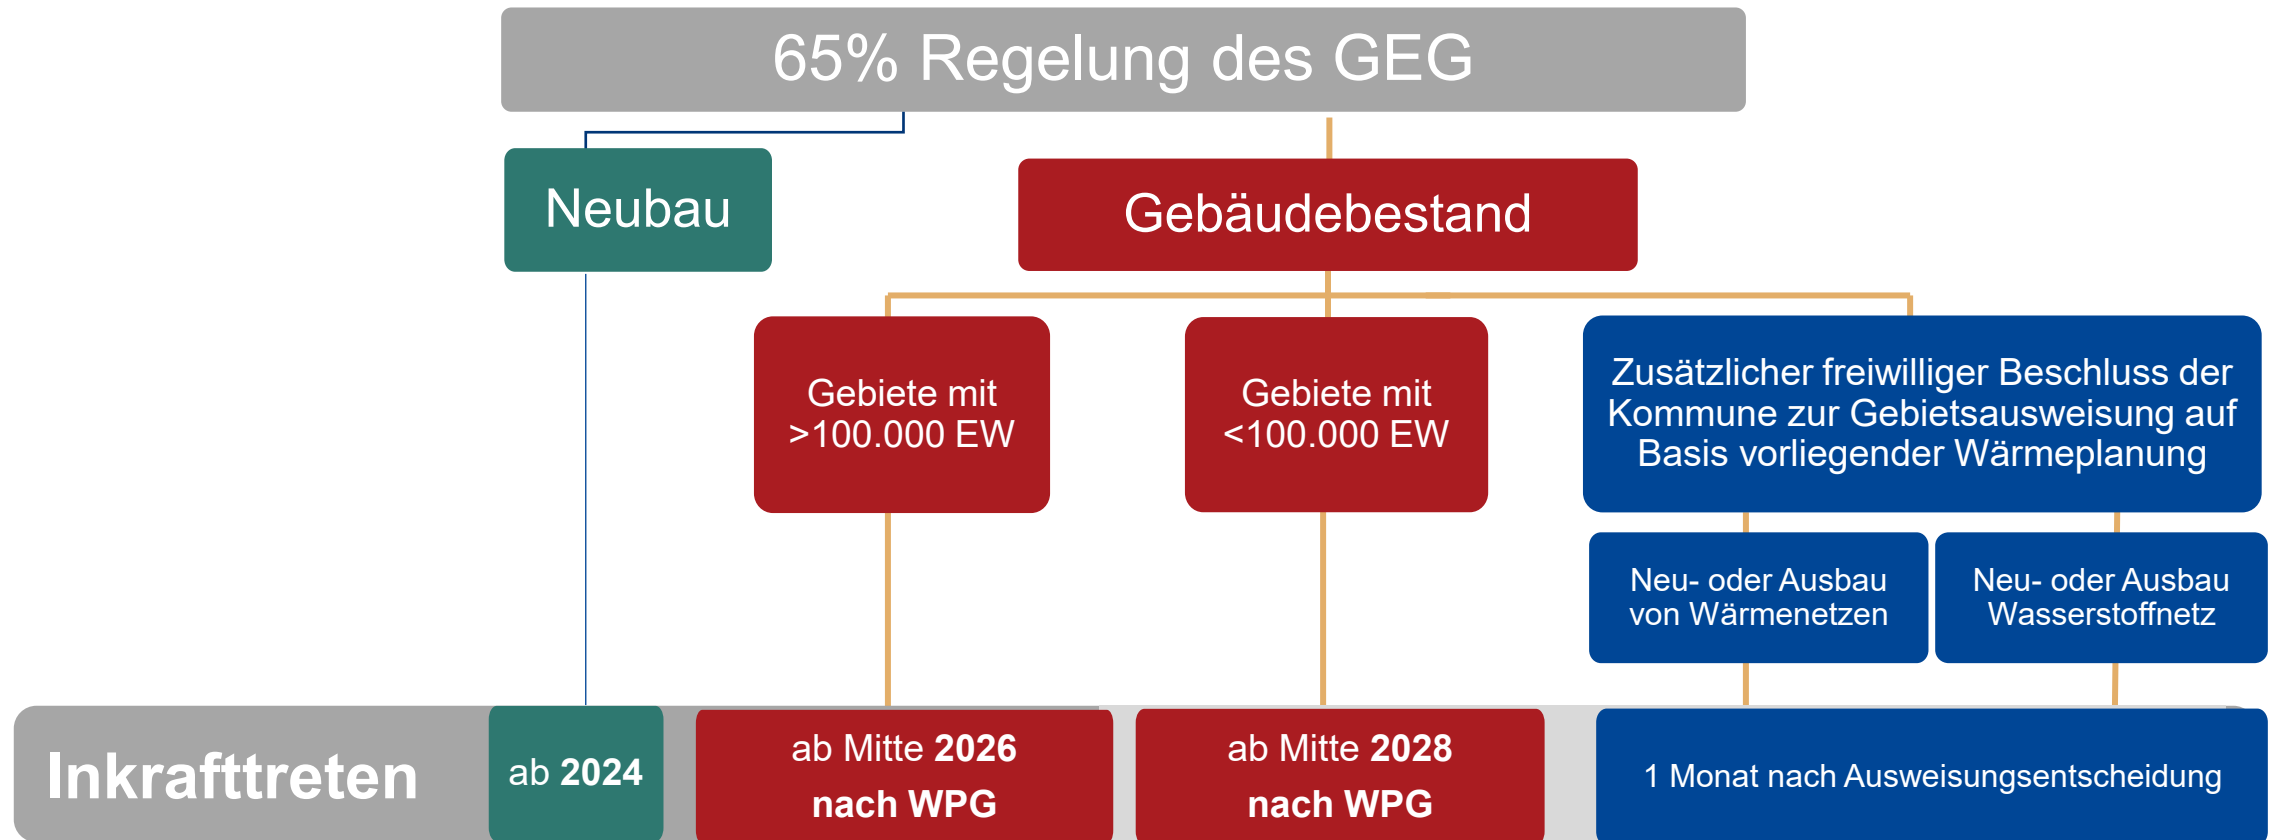 65% Regelung des GEG
Neubau
Gebäudebestand
Gebiete mit
>100.000 EW
Gebiete mit
<100.000 EW
Zusätzlicher freiwilliger Beschluss der
Kommune zur Gebietsausweisung auf
Basis vorliegender Wärmeplanung
Neu- oder Ausbau
von Wärmenetzen
Neu- oder Ausbau
Wasserstoffnetz
Inkrafttreten
ab 2024
ab Mitte 2026
nach WPG
ab Mitte 2028
nach WPG
1 Monat nach Ausweisungsentscheidung